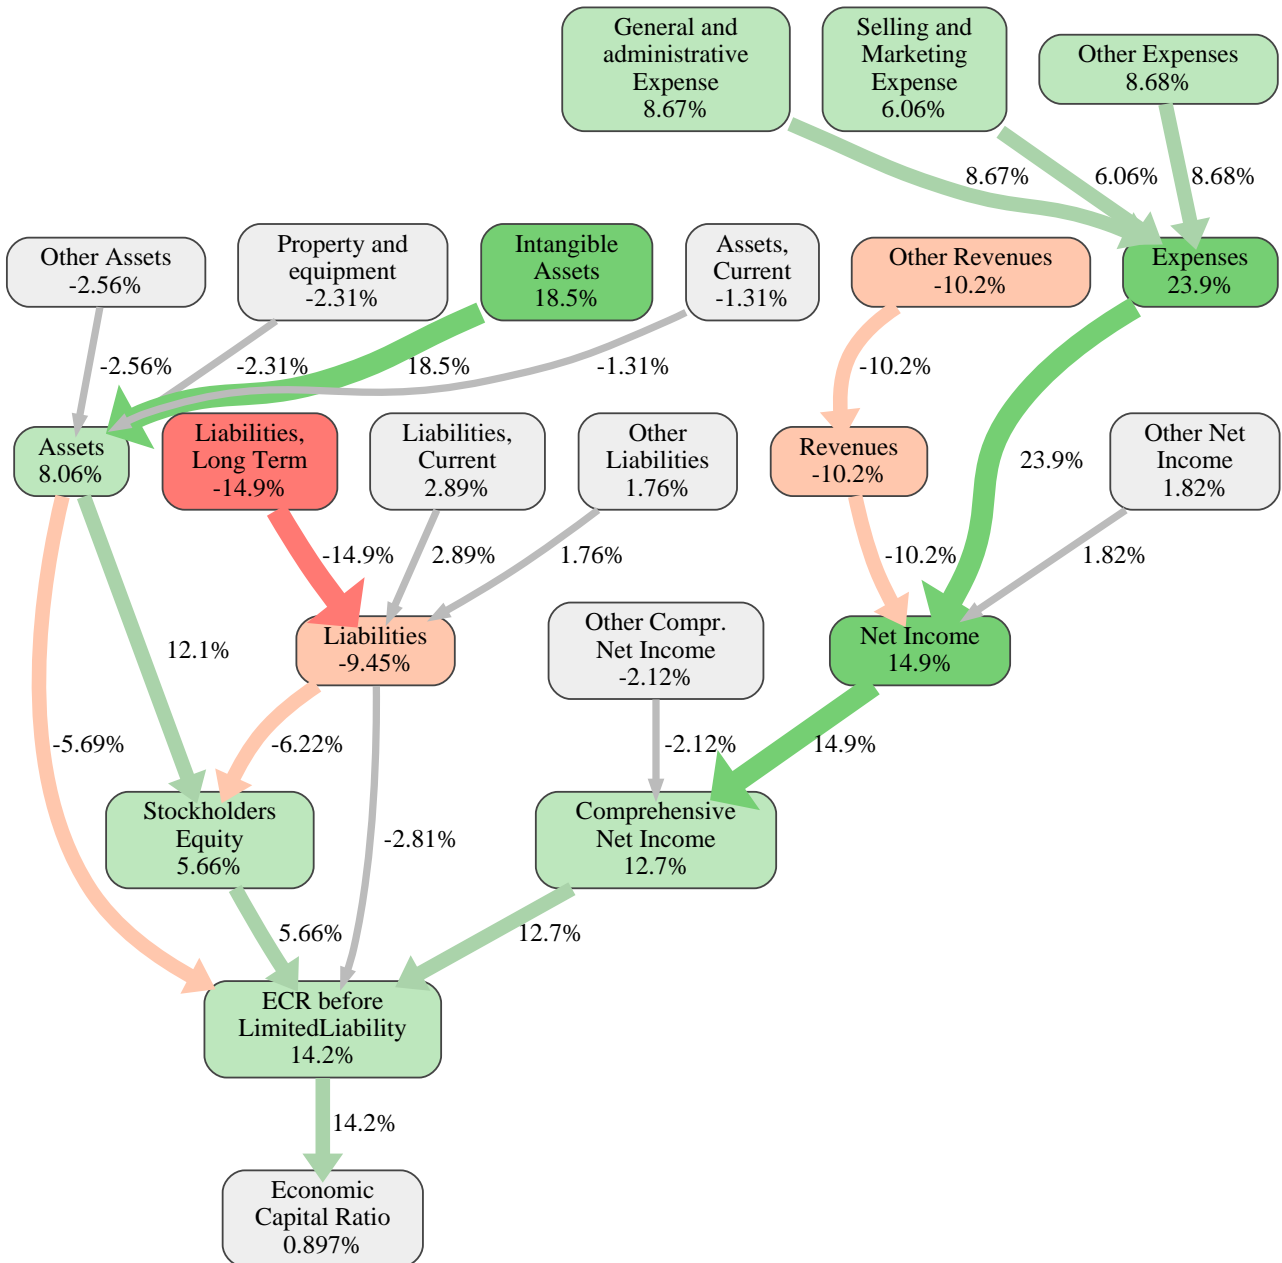 General and
administrative
Expense
8.67%
Selling and
Marketing
Expense
6.06%
Other Expenses
8.68%
8.67%
6.06%
8.68%
Other Assets
-2.56%
Property and
equipment
-2.31%
Intangible
Assets
18.5%
Assets,
Current
-1.31%
Other Revenues
-10.2%
Expenses
23.9%
-2.56%
-2.31%
18.5%
-1.31%
-10.2%
23.9%
Assets
8.06%
Liabilities,
Long Term
-14.9%
Liabilities,
Current
2.89%
Other
Liabilities
1.76%
Revenues
-10.2%
Other Net
Income
1.82%
-14.9%
2.89%
1.76%
-10.2%
1.82%
12.1%
Liabilities
-9.45%
Other Compr.
Net Income
-2.12%
Net Income
14.9%
-5.69%
-6.22%
-2.12%
14.9%
Stockholders
Equity
5.66%
-2.81%
Comprehensive
Net Income
12.7%
5.66%
12.7%
ECR before
LimitedLiability
14.2%
14.2%
Economic
Capital Ratio
0.897%